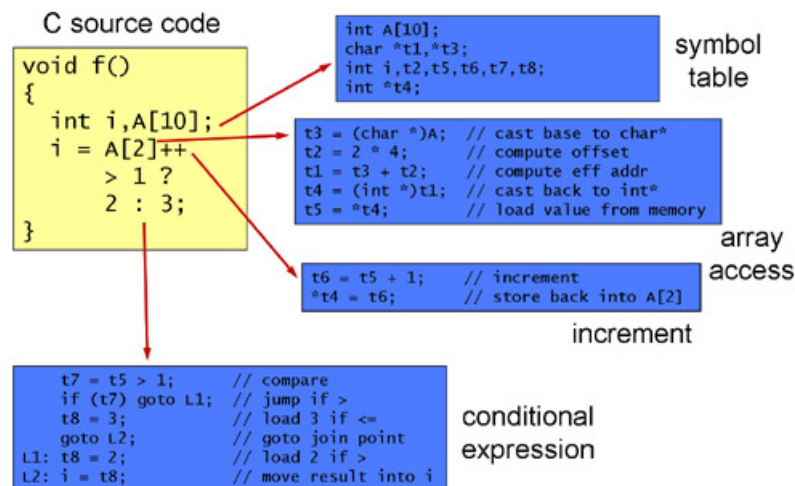 C source code
void f()
{
int i,A[10];
i = A[2]++
> 1 ?
2 : 3;
}
int A[10];
char *t1,*t3;
int i,t2,t5,t6,t7,t8;
int *t4;
symbol
table
t3 = (char *)A; // cast base to char*
t2 = 2 * 4; // compute offset
t1 = t3 + t2; // compute eff addr
t4 = (int *)t1; // cast back to int*
t5 = *t4; // load value from memory
array
access
t6 = t5 + 1; // increment
*t4 = t6; // store back into A[2]
increment
t7 = t5 > 1; // compare
if (t7) goto L1; // jump if >
t8 = 3; // load 3 if <=
goto L2; // goto join point
L1: t8 = 2; // load 2 if >
L2: i = t8; // move result into i
conditional
expression